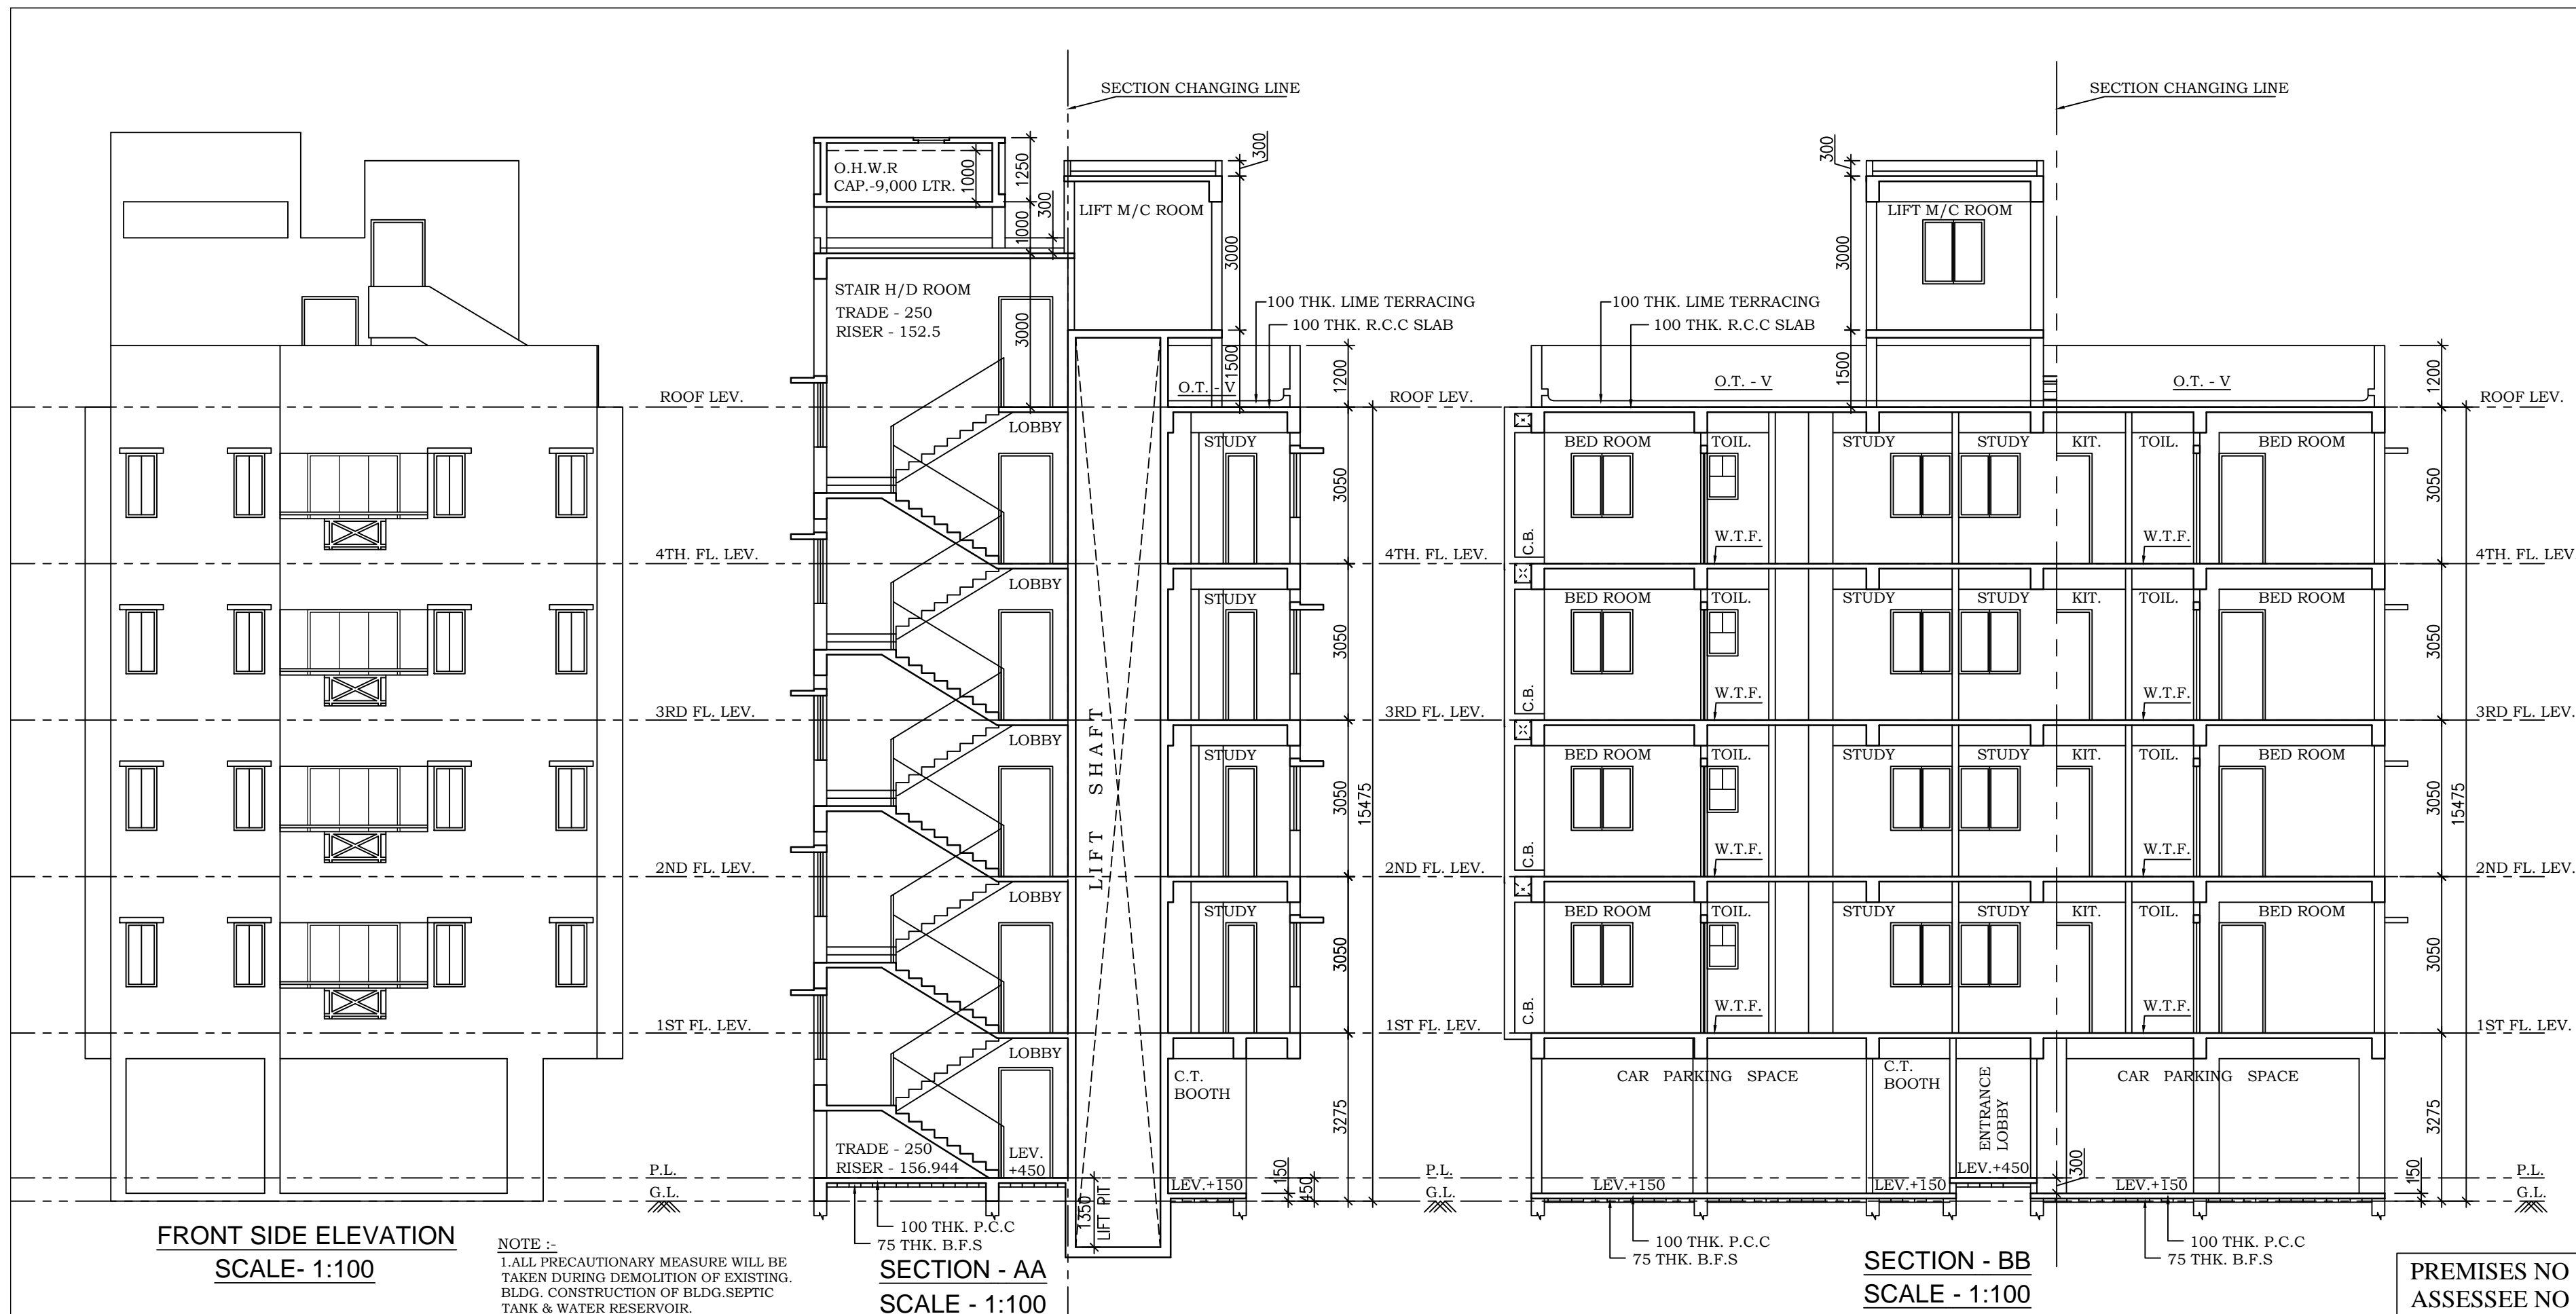 SECTION CHANGING LINE
SECTION CHANGING LINE
300
300
O.H.W.R
CAP.-9,000 LTR.
1000
1250
1000
300
LIFT M/C ROOM
3000
LIFT M/C ROOM
3000
STAIR H/D ROOM
TRADE - 250
RISER - 152.5
3000
100 THK. LIME TERRACING
100 THK. R.C.C SLAB
100 THK. LIME TERRACING
100 THK. R.C.C SLAB
1500
1200
1500
1200
O.T. - V
O.T. - V
O.T. - V
ROOF LEV.
ROOF LEV.
ROOF LEV.
LOBBY
STUDY
BED ROOM
TOIL.
STUDY
STUDY
KIT.
TOIL.
BED ROOM
3050
3050
C.B.
W.T.F.
W.T.F.
4TH. FL. LEV.
4TH. FL. LEV.
4TH. FL. LEV
LOBBY
STUDY
BED ROOM
TOIL.
STUDY
STUDY
KIT.
TOIL.
BED ROOM
3050
3050
C.B.
W.T.F.
W.T.F.
3RD FL. LEV.
3RD FL. LEV.
3RD FL. LEV.
LIFT SHAFT
LOBBY
STUDY
BED ROOM
TOIL.
STUDY
STUDY
KIT.
TOIL.
BED ROOM
3050
15475
3050
15475
C.B.
W.T.F.
W.T.F.
2ND FL. LEV.
2ND FL. LEV.
2ND FL. LEV.
LOBBY
STUDY
BED ROOM
TOIL.
STUDY
STUDY
KIT.
TOIL.
BED ROOM
3050
3050
C.B.
W.T.F.
W.T.F.
1ST FL. LEV.
1ST FL. LEV.
1ST FL. LEV.
LOBBY
C.T.
BOOTH
CAR PARKING SPACE
C.T.
BOOTH
ENTRANCE
LOBBY
CAR PARKING SPACE
3275
3275
TRADE - 250
RISER - 156.944
LEV.
+450
P.L.
P.L.
P.L.
LEV.+450
300
LEV.+150
150
450
LEV.+150
LEV.+150
LEV.+150
150
G.L.
G.L.
G.L.
1350
LIFT PIT
100 THK. P.C.C
75 THK. B.F.S
100 THK. P.C.C
75 THK. B.F.S
100 THK. P.C.C
75 THK. B.F.S
FRONT SIDE ELEVATION
SCALE- 1:100
NOTE :-
1.ALL PRECAUTIONARY MEASURE WILL BE
TAKEN DURING DEMOLITION OF EXISTING.
BLDG. CONSTRUCTION OF BLDG.SEPTIC
TANK & WATER RESERVOIR.
SECTION - AA
SCALE - 1:100
SECTION - BB
SCALE - 1:100
PREMISES NO
ASSESSEE NO